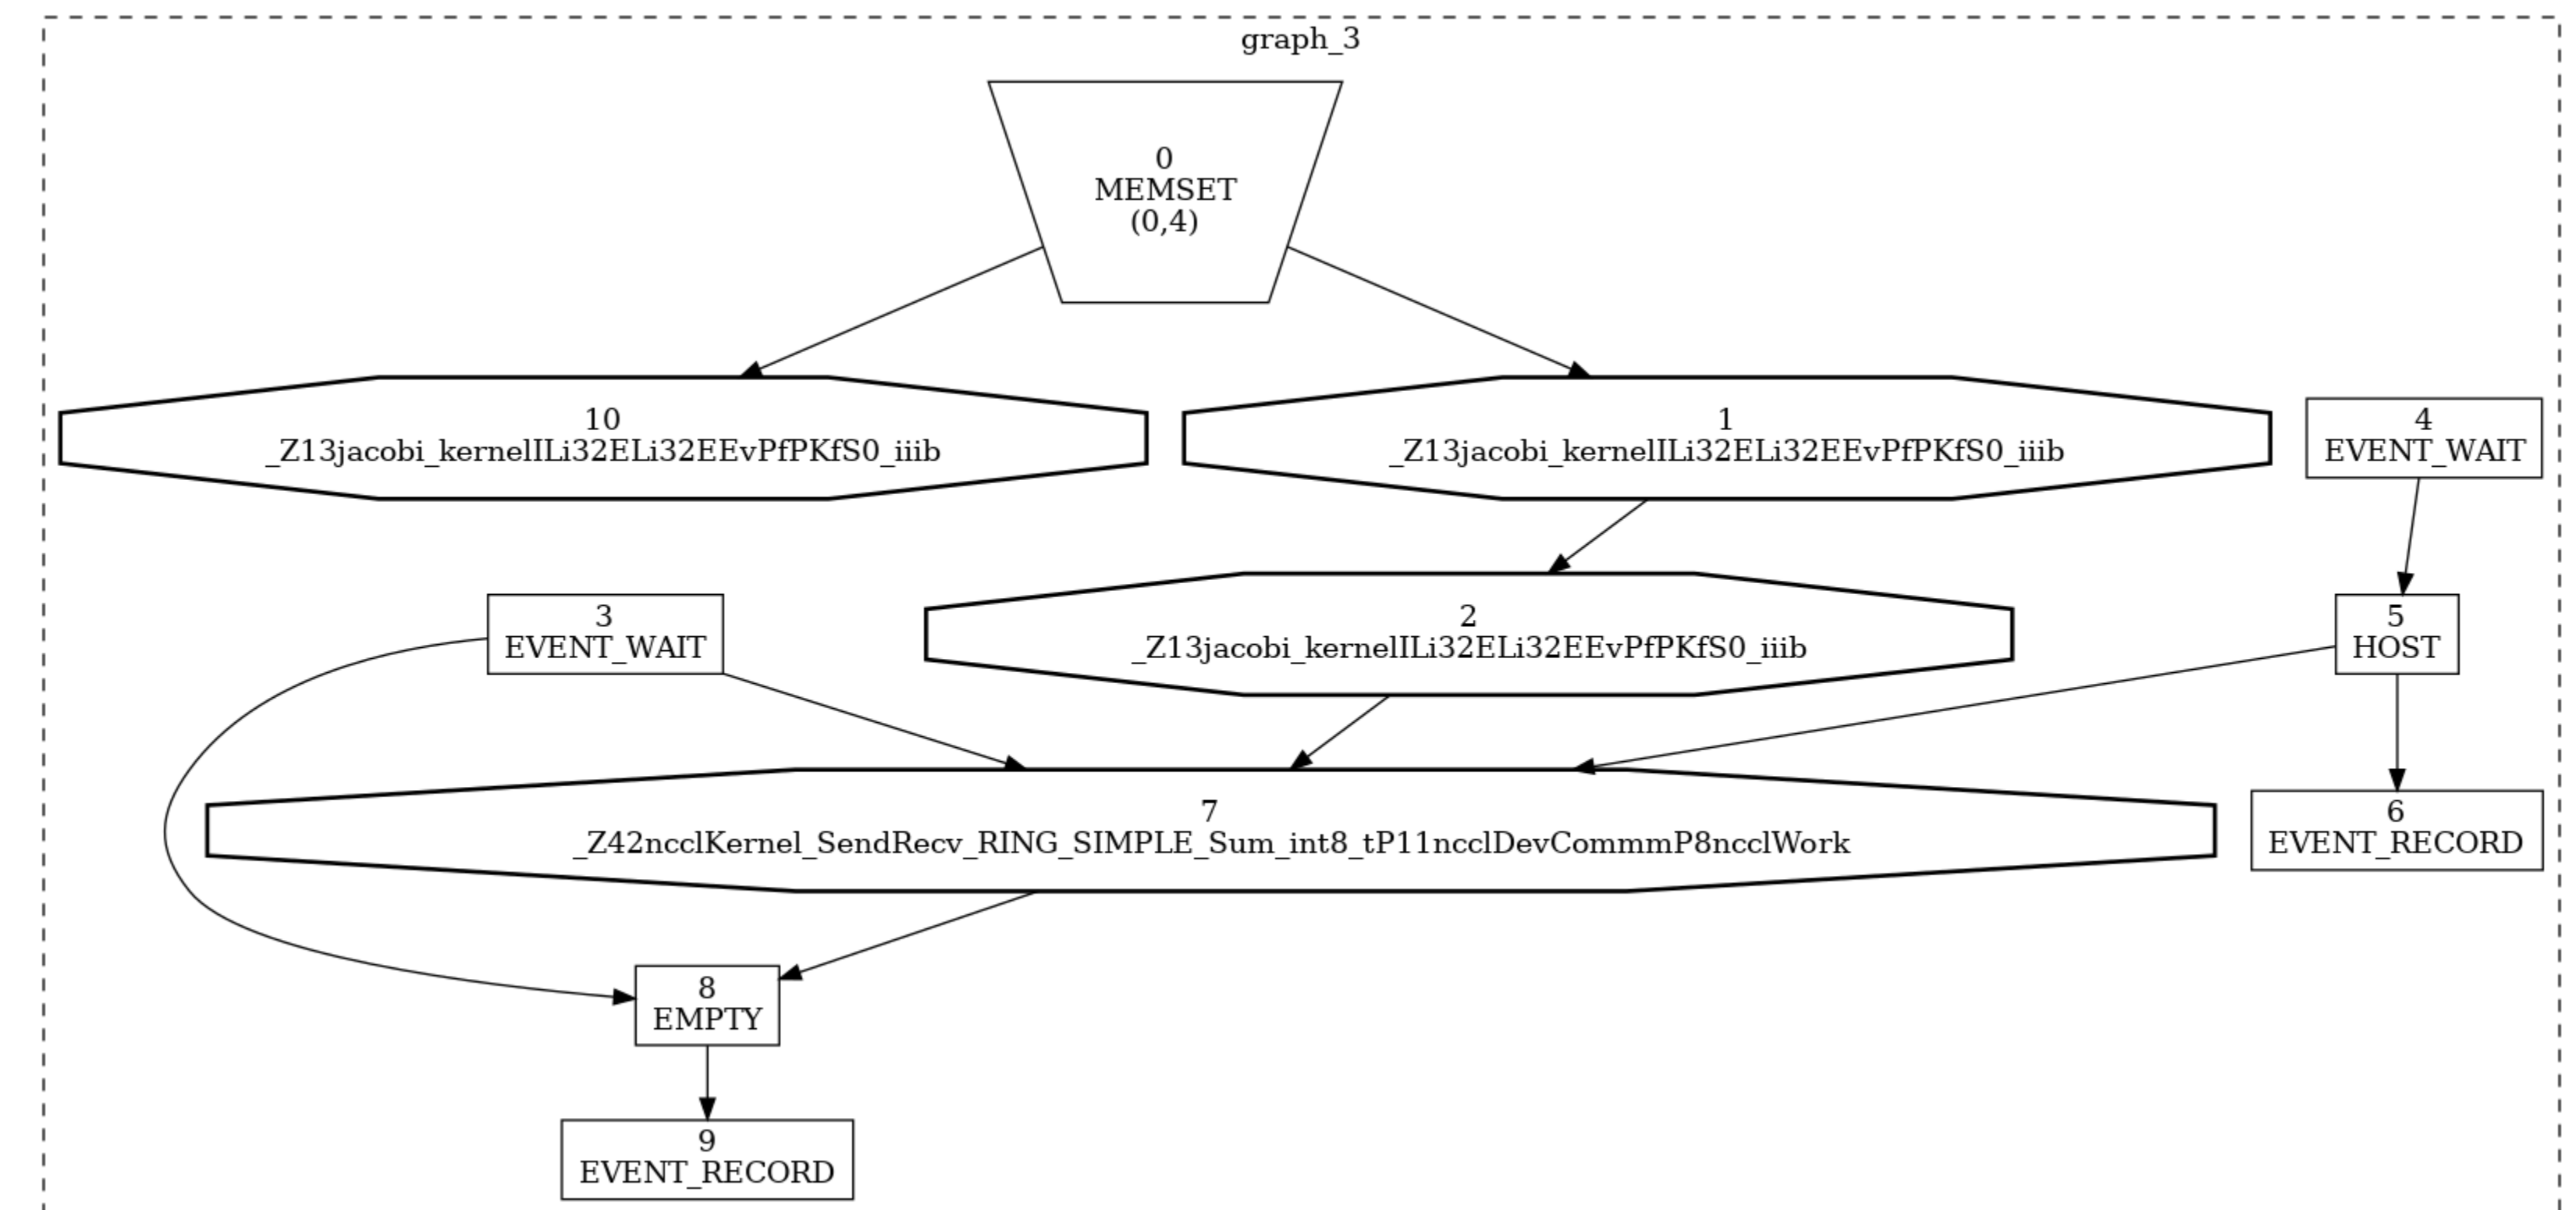 graph_3
0
MEMSET
(0,4)
10
_Z13jacobi_kernelILi32ELi32EEvPfPKfS0_iiib
1
_Z13jacobi_kernelILi32ELi32EEvPfPKfS0_iiib
4
EVENT_WAIT
3
EVENT_WAIT
2
_Z13jacobi_kernelILi32ELi32EEvPfPKfS0_iiib
5
HOST
7
_Z42ncclKernel_SendRecv_RING_SIMPLE_Sum_int8_tP11ncclDevCommmP8ncclWork
6
EVENT_RECORD
8
EMPTY
9
EVENT_RECORD